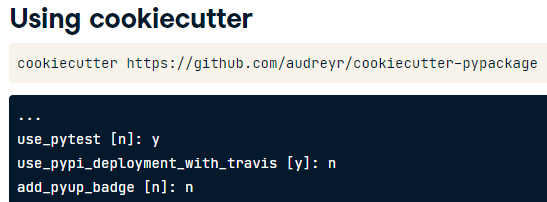 Using cookiecutter
cookiecutter https://github.com/audreyr/cookiecutter-pypackage
...
use_pytest [n]: y
use_pypi_deployment_with_travis [y]: n
add_pyup_badge [n]: n